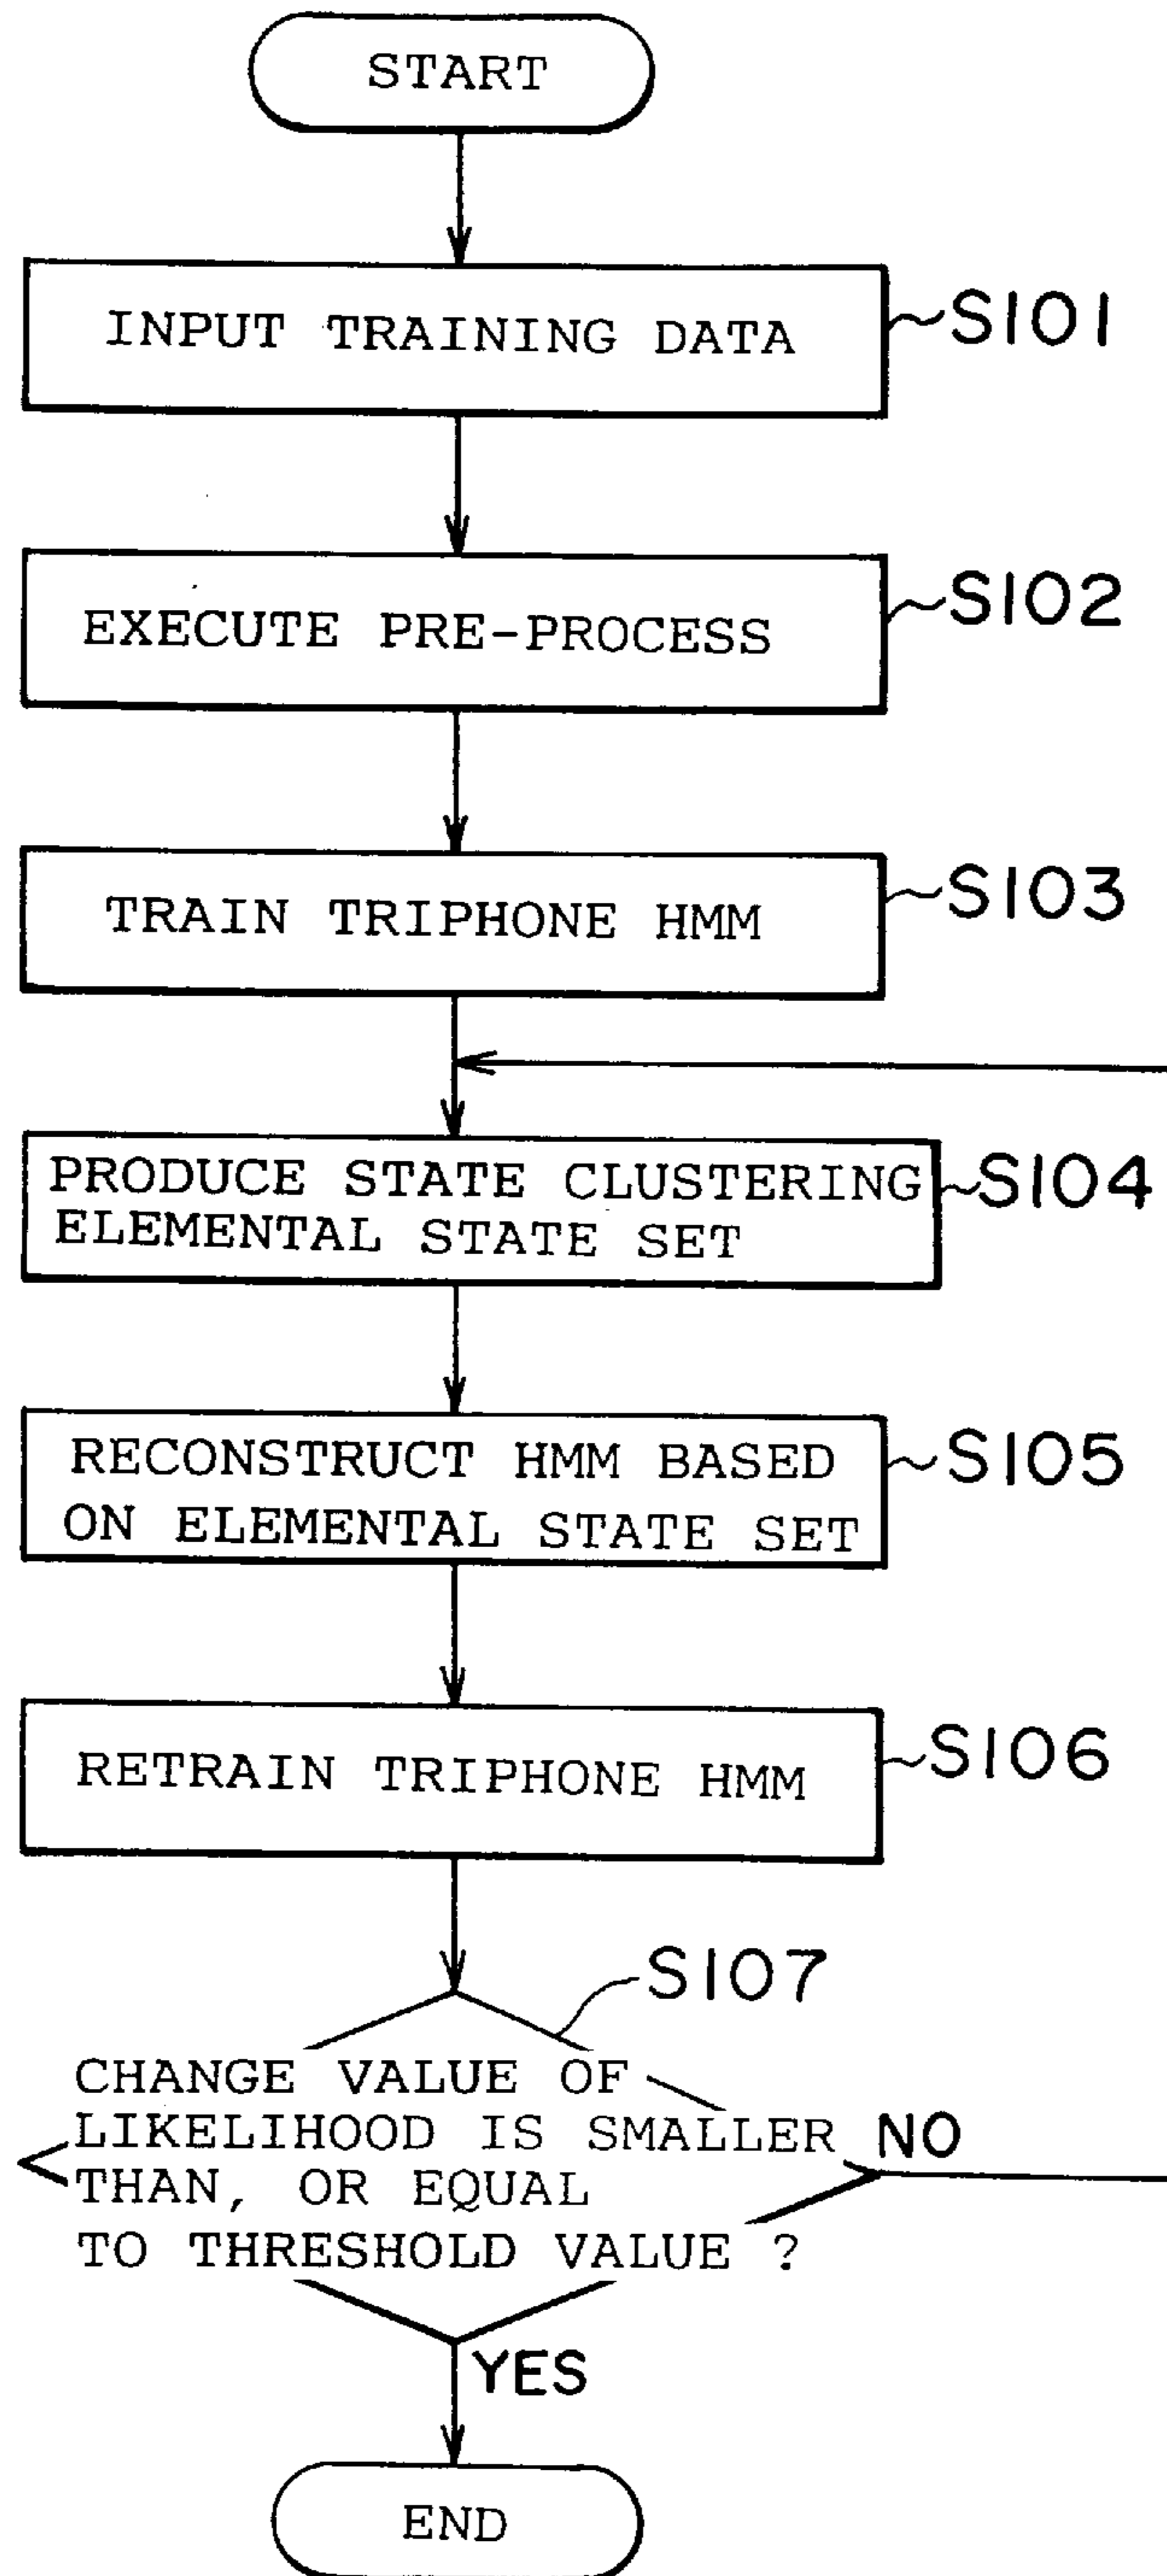 START
INPUT TRAINING DATA
S101
EXECUTE PRE-PROCESS
S102
TRAIN TRIPHONE HMM
S103
PRODUCE STATE CLUSTERING
ELEMENTAL STATE SET
S104
RECONSTRUCT HMM BASED
ON ELEMENTAL STATE SET
S105
RETRAIN TRIPHONE HMM
S106
S107
CHANGE VALUE OF
LIKELIHOOD IS SMALLER
THAN, OR EQUAL
TO THRESHOLD VALUE ?
NO
YES
END